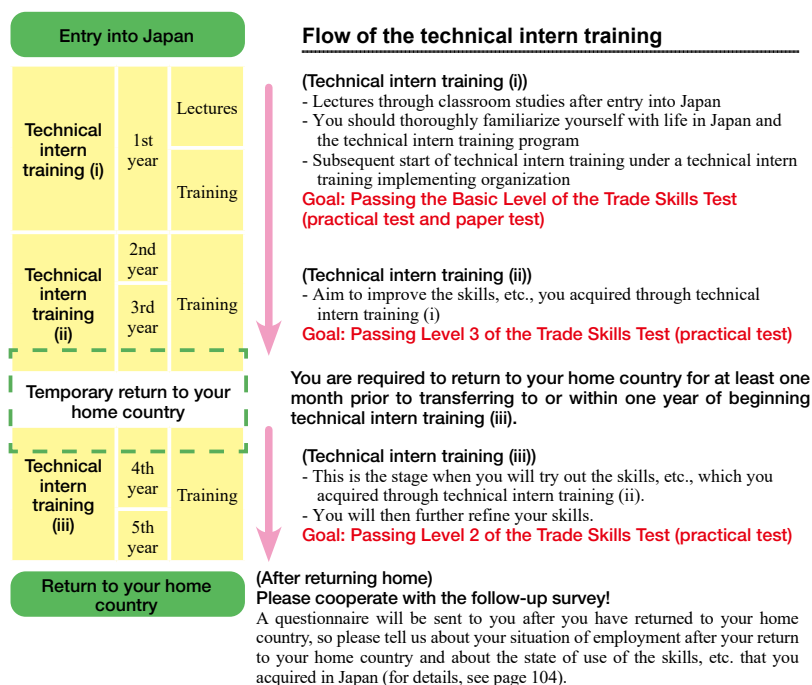 Entry into Japan
Flow of the technical intern training
Technical
intern
training (i)
1st
year
Lectures
Training
(Technical intern training (i))
- Lectures through classroom studies after entry into Japan
- You should thoroughly familiarize yourself with life in Japan and
the technical intern training program
- Subsequent start of technical intern training under a technical intern
training implementing organization
Goal: Passing the Basic Level of the Trade Skills Test
(practical test and paper test)
Technical
intern
training
(ii)
2nd
year
3rd
year
Training
(Technical intern training (ii))
- Aim to improve the skills, etc., you acquired through technical
intern training (i)
Goal: Passing Level 3 of the Trade Skills Test (practical test)
Temporary return to your
home country
You are required to return to your home country for at least one
month prior to transferring to or within one year of beginning
technical intern training (iii).
Technical
intern
training
(iii)
4th
year
5th
year
Training
(Technical intern training (iii))
- This is the stage when you will try out the skills, etc., which you
acquired through technical intern training (ii).
- You will then further refine your skills.
Goal: Passing Level 2 of the Trade Skills Test (practical test)
Return to your home
country
(After returning home)
Please cooperate with the follow-up survey!
A questionnaire will be sent to you after you have returned to your home
country, so please tell us about your situation of employment after your return
to your home country and about the state of use of the skills, etc. that you
acquired in Japan (for details, see page 104).